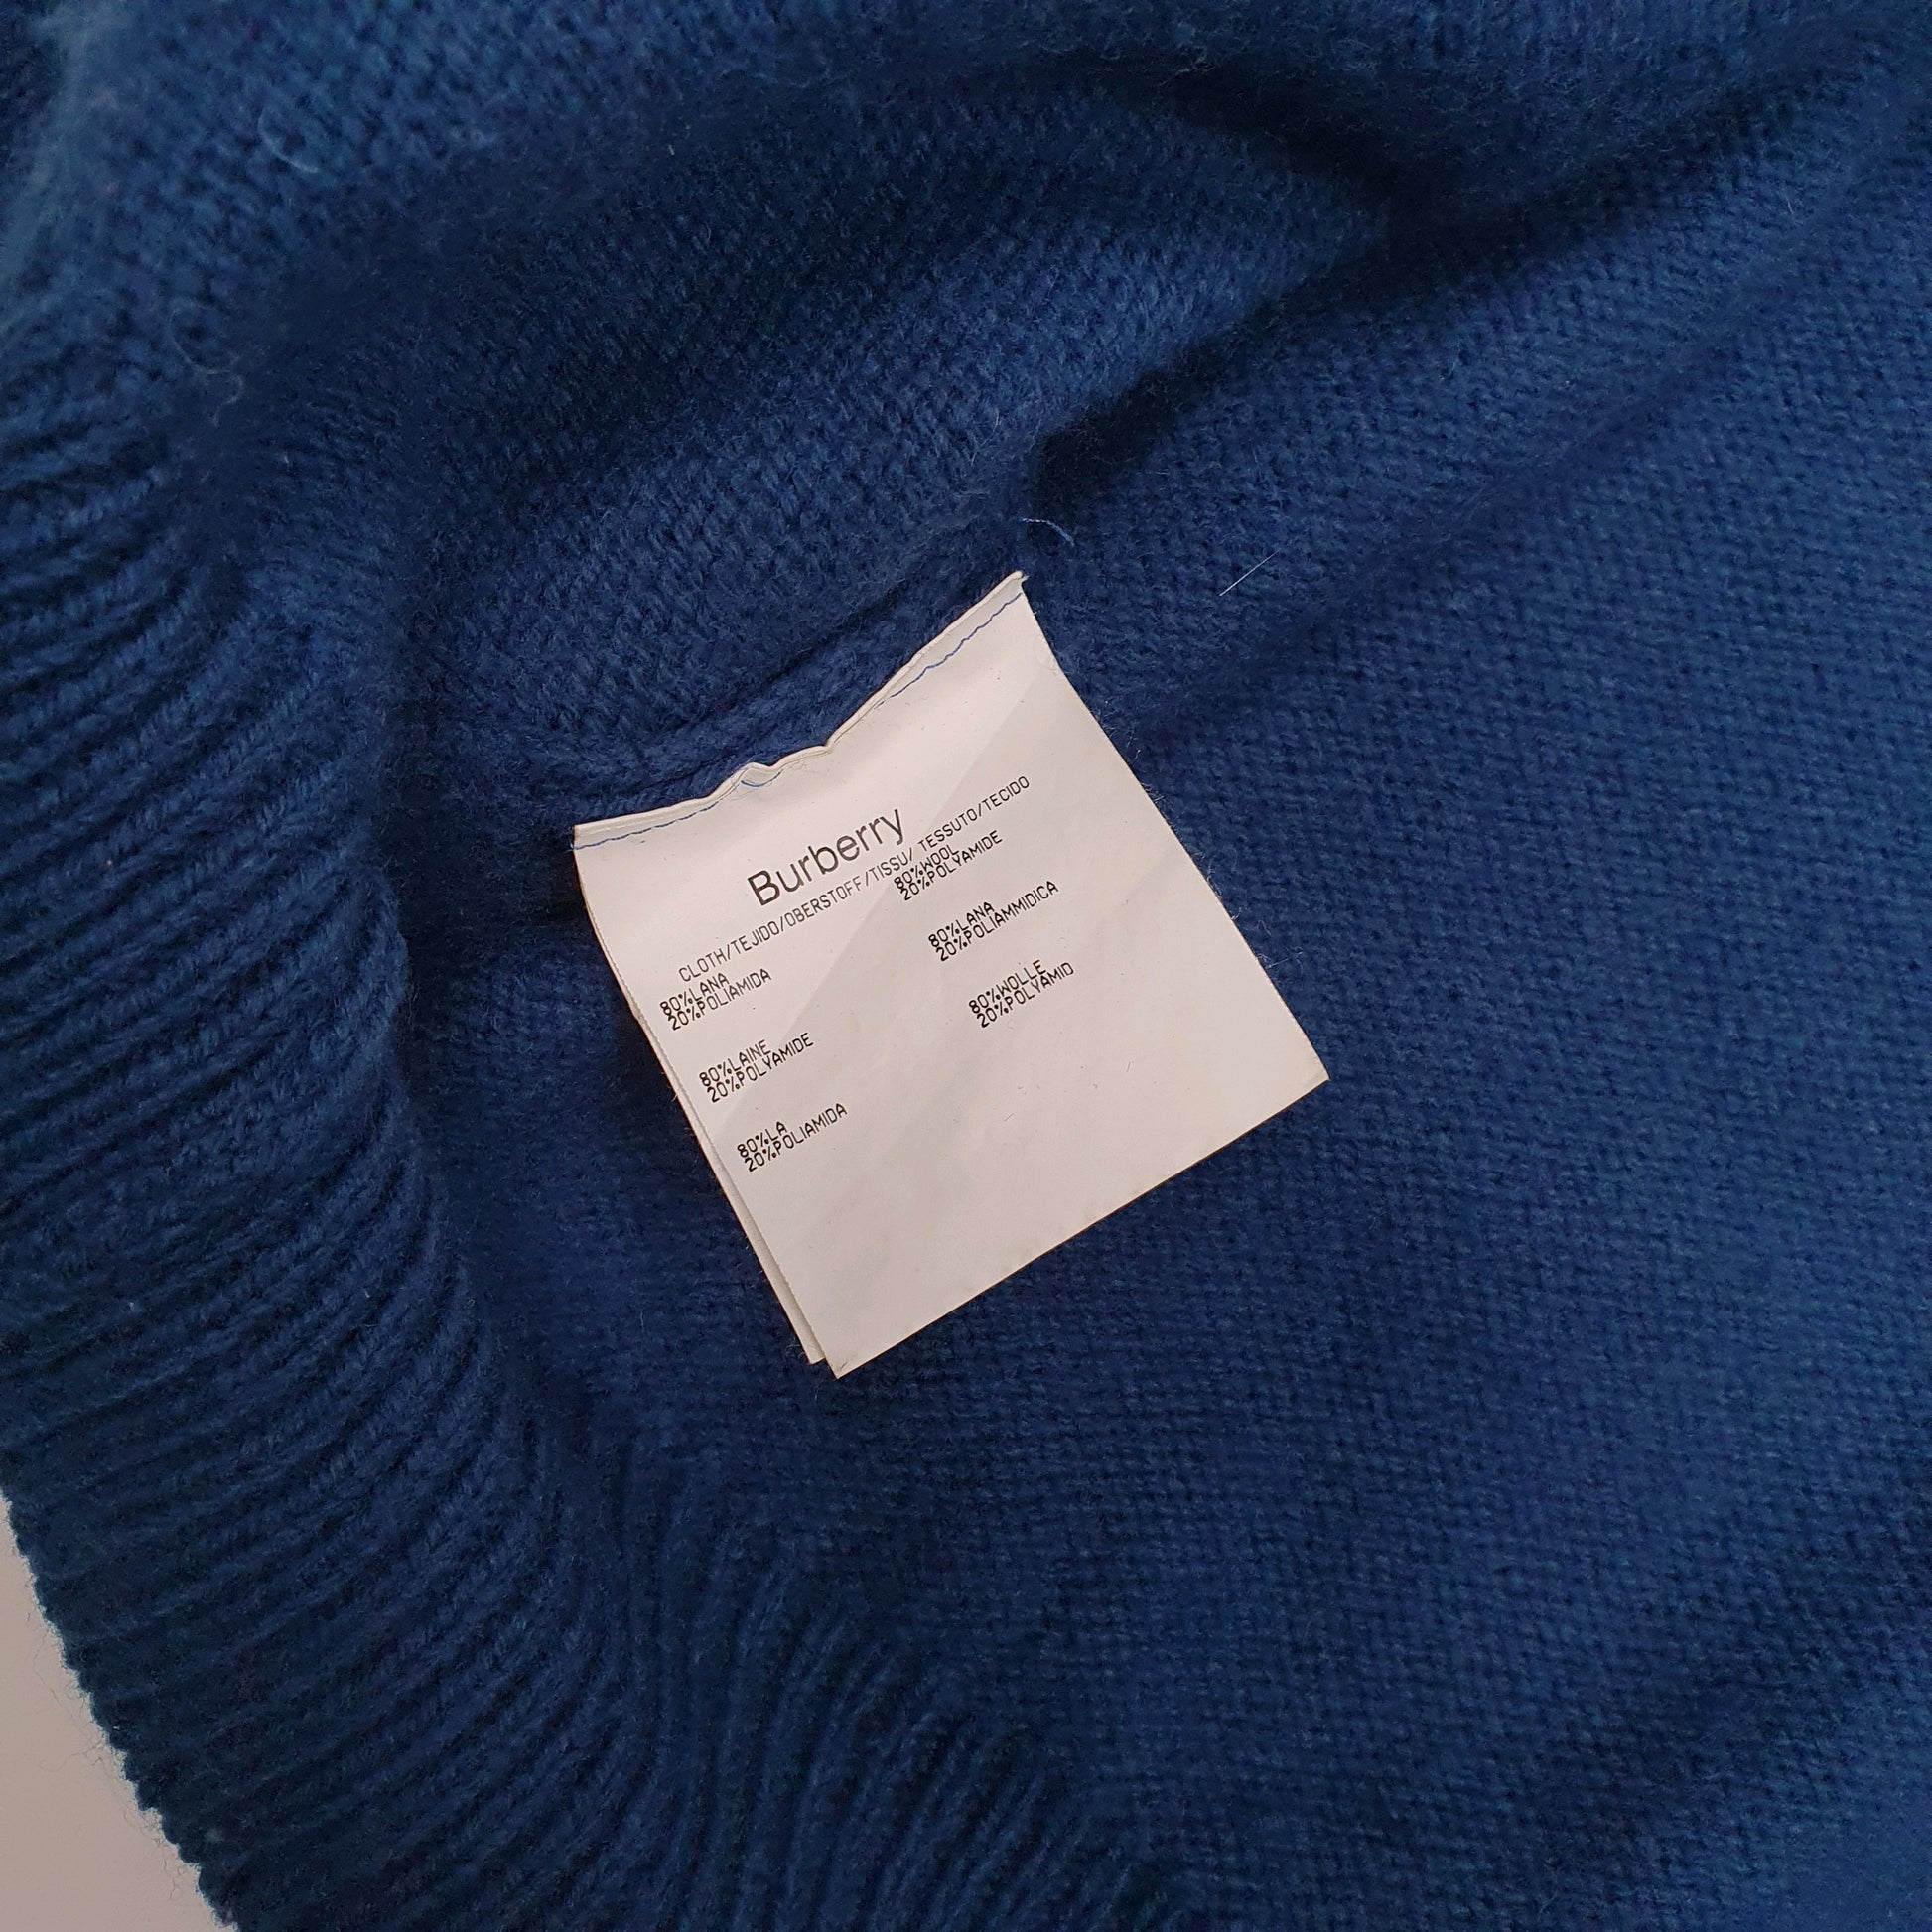 Burberry
CLOTH/TEJIDO/OBERSTOFF/TISSU/ TESSUTO/TECIDO
80%LANA
20%POLIAMIDA
80%LAINE
20%POLYAMIDE
80%LA
20%POLIAMIDA
80%WOOL
20%POLYAMIDE
80%LANA
20%POLIAMMIDICA
80%WOLLE
20%POLYAMID